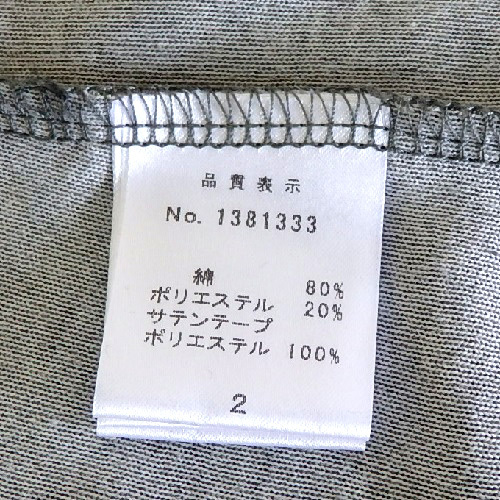 品質表示
No. 1381333
綿 80%
ポリエステル 20%
サテンテープ
ポリエステル 100%
2